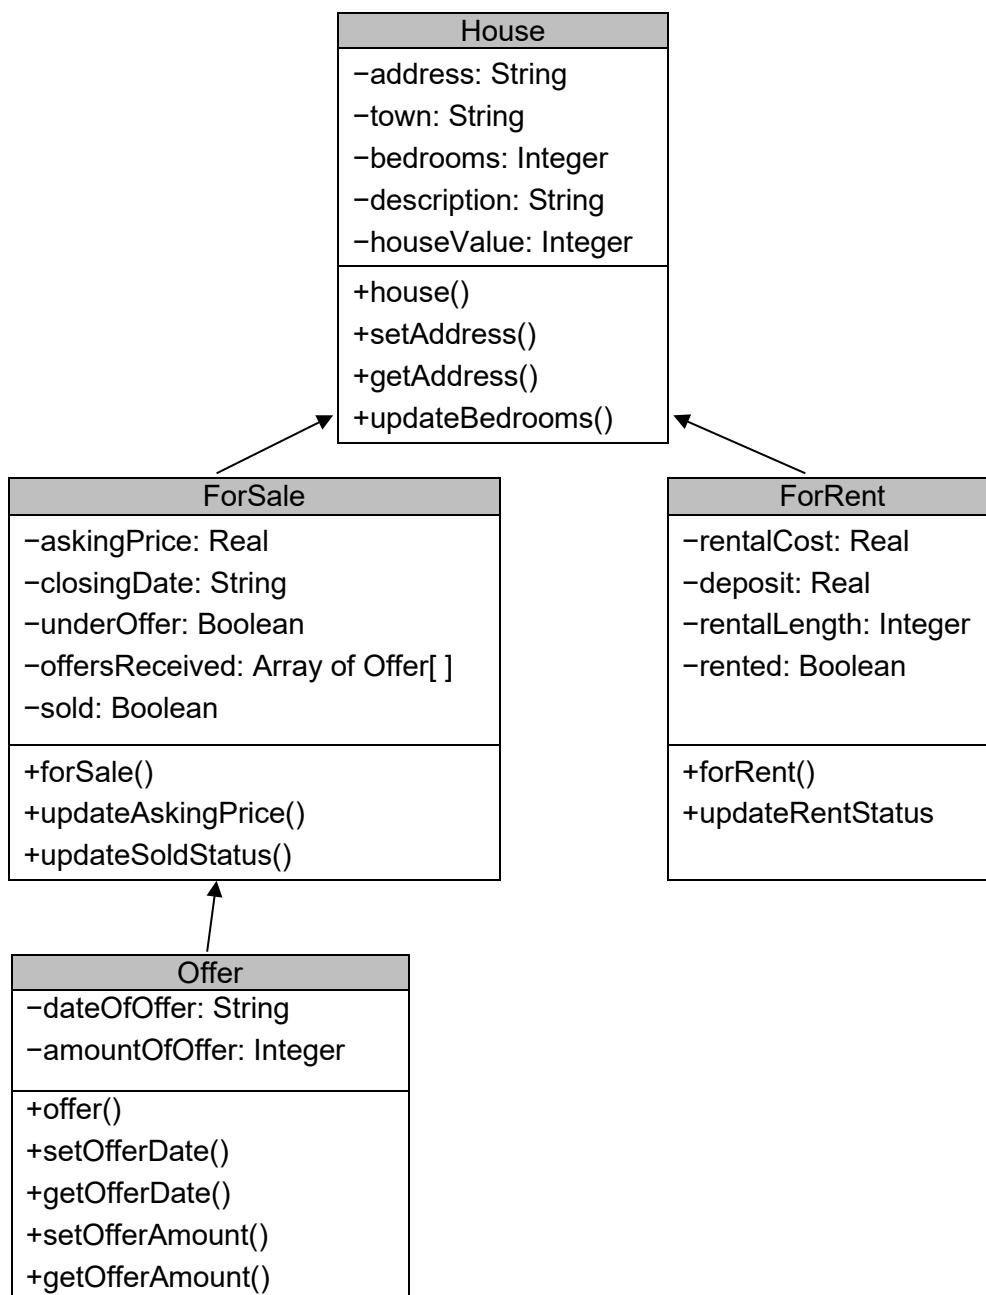 House
−address: String
−town: String
−bedrooms: Integer
−description: String
−houseValue: Integer
+house()
+setAddress()
+getAddress()
+updateBedrooms()
ForSale
−askingPrice: Real
−closingDate: String
−underOffer: Boolean
−offersReceived: Array of Offer[ ]
−sold: Boolean
+forSale()
+updateAskingPrice()
+updateSoldStatus()
ForRent
−rentalCost: Real
−deposit: Real
−rentalLength: Integer
−rented: Boolean
+forRent()
+updateRentStatus
Offer
−dateOfOffer: String
−amountOfOffer: Integer
+offer()
+setOfferDate()
+getOfferDate()
+setOfferAmount()
+getOfferAmount()